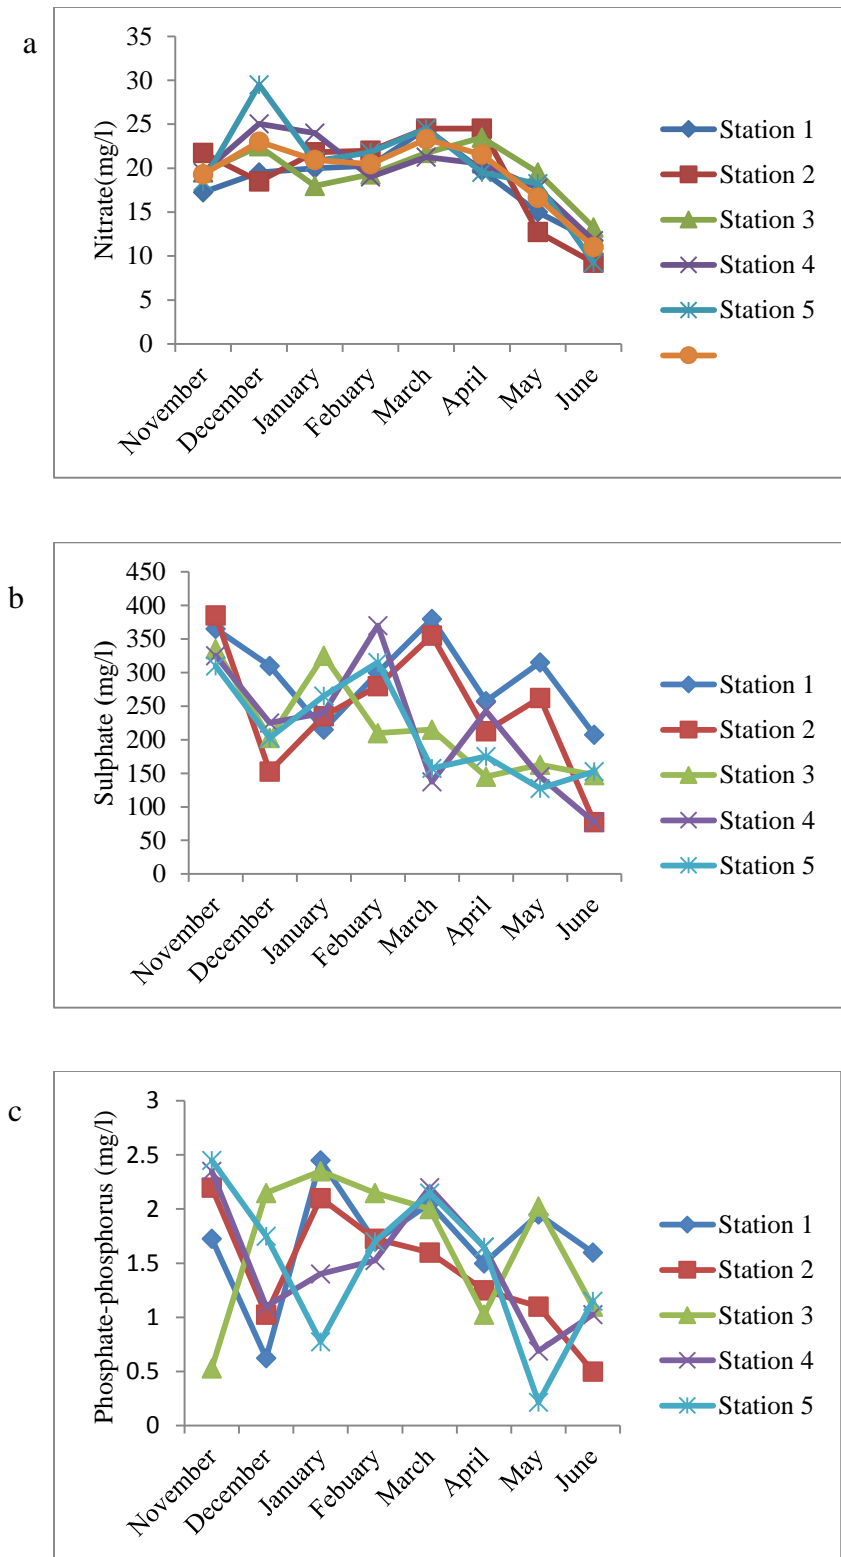 a
Nitrate(mg/l)
35
30
25
20
15
10
5
0
November
December
January
Febuary
March
April
May
June
Station 1
Station 2
Station 3
Station 4
Station 5
b
Sulphate (mg/l)
450
400
350
300
250
200
150
100
50
0
November
December
January
Febuary
March
April
May
June
Station 1
Station 2
Station 3
Station 4
Station 5
c
Phosphate-phosphorus (mg/l)
3
2.5
2
1.5
1
0.5
0
November
December
January
Febuary
March
April
May
June
Station 1
Station 2
Station 3
Station 4
Station 5